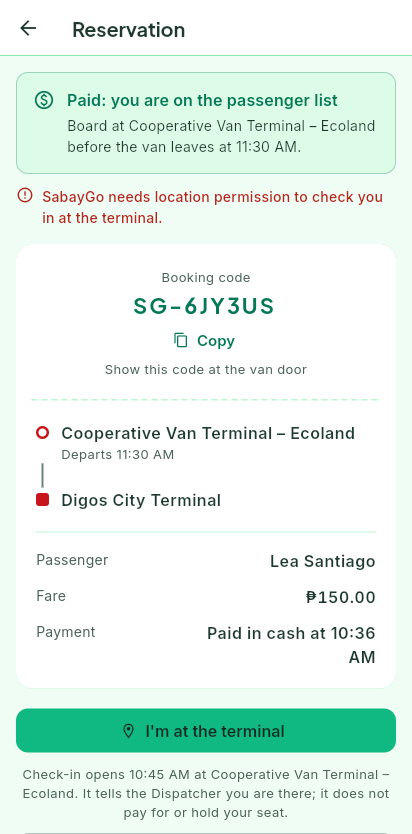 Reservation
Paid: you are on the passenger list
Board at Cooperative Van Terminal – Ecoland
before the van leaves at 11:30 AM.
SabayGo needs location permission to check you
in at the terminal.
Booking code
SG-6JY3US
Copy
Show this code at the van door
Cooperative Van Terminal – Ecoland
Departs 11:30 AM
Digos City Terminal
Passenger Lea Santiago
Fare ₱150.00
Payment Paid in cash at 10:36
AM
I'm at the terminal
Check-in opens 10:45 AM at Cooperative Van Terminal –
Ecoland. It tells the Dispatcher you are there; it does not
pay for or hold your seat.